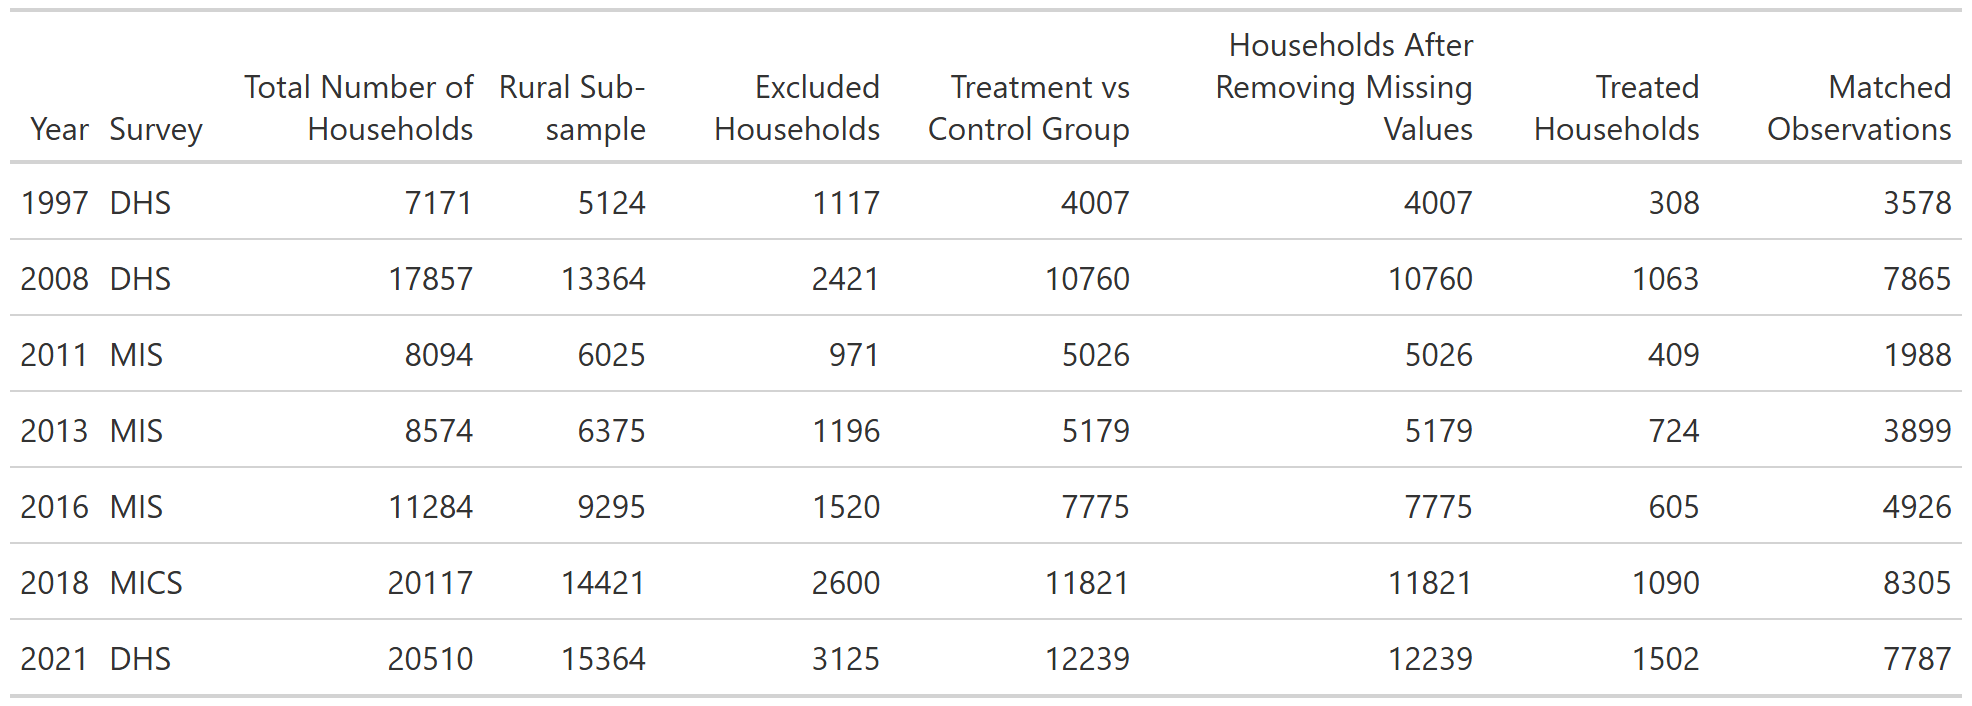 Year Survey Total Number of Households Rural Sub-sample Excluded Households Treatment vs Control Group Households After Removing Missing Values Treated Households Matched Observations
1997 DHS 7171 5124 1117 4007 4007 308 3578
2008 DHS 17857 13364 2421 10760 10760 1063 7865
2011 MIS 8094 6025 971 5026 5026 409 1988
2013 MIS 8574 6375 1196 5179 5179 724 3899
2016 MIS 11284 9295 1520 7775 7775 605 4926
2018 MICS 20117 14421 2600 11821 11821 1090 8305
2021 DHS 20510 15364 3125 12239 12239 1502 7787